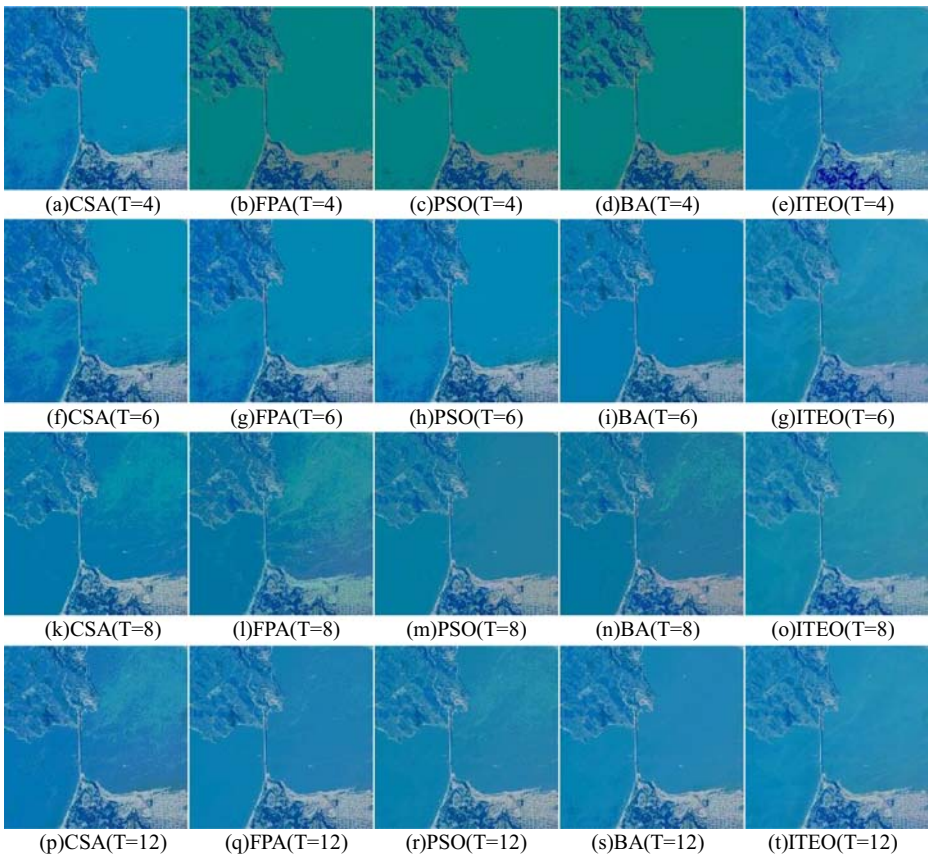 (a)CSA(T=4) (b)FPA(T=4) (c)PSO(T=4) (d)BA(T=4) (e)ITEO(T=4)
(f)CSA(T=6) (g)FPA(T=6) (h)PSO(T=6) (i)BA(T=6) (g)ITEO(T=6)
(k)CSA(T=8) (l)FPA(T=8) (m)PSO(T=8) (n)BA(T=8) (o)ITEO(T=8)
(p)CSA(T=12) (q)FPA(T=12) (r)PSO(T=12) (s)BA(T=12) (t)ITEO(T=12)